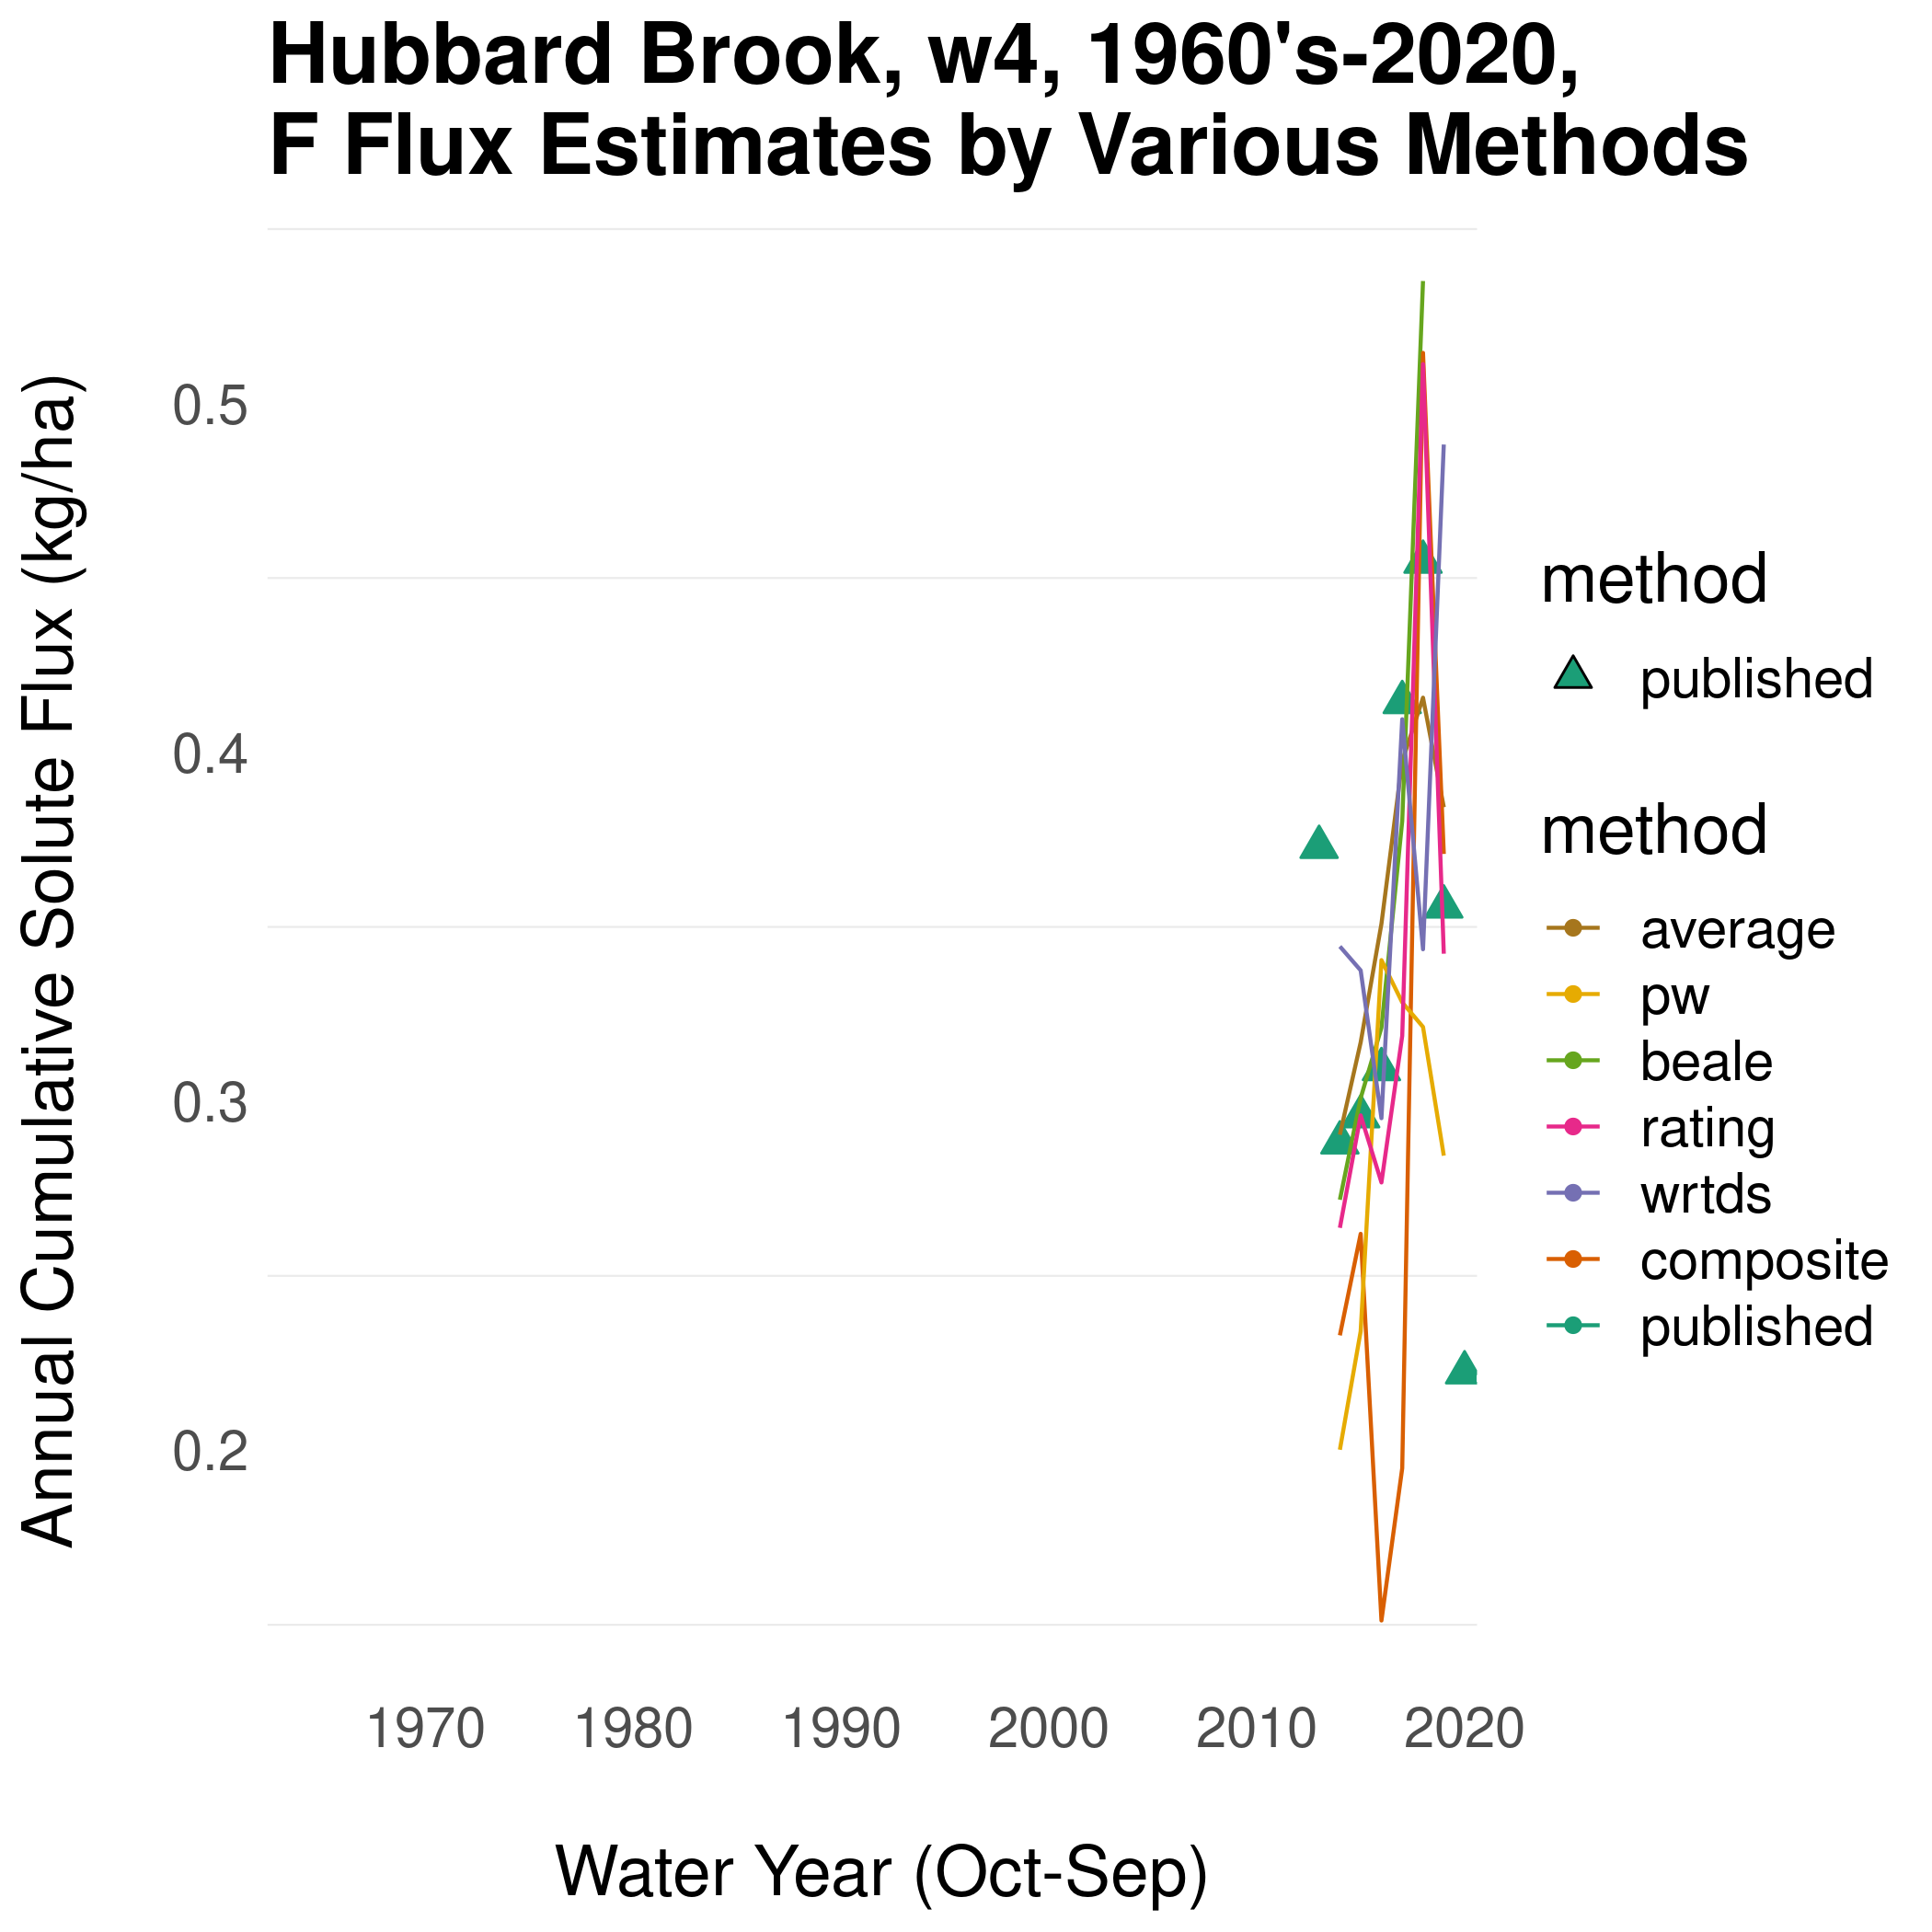 Hubbard Brook, w4, 1960's-2020,
F Flux Estimates by Various Methods
Annual Cumulative Solute Flux (kg/ha)
0.5
0.4
0.3
0.2
1970
1980
1990
2000
2010
2020
Water Year (Oct-Sep)
method
published
method
average
pw
beale
rating
wrtds
composite
published